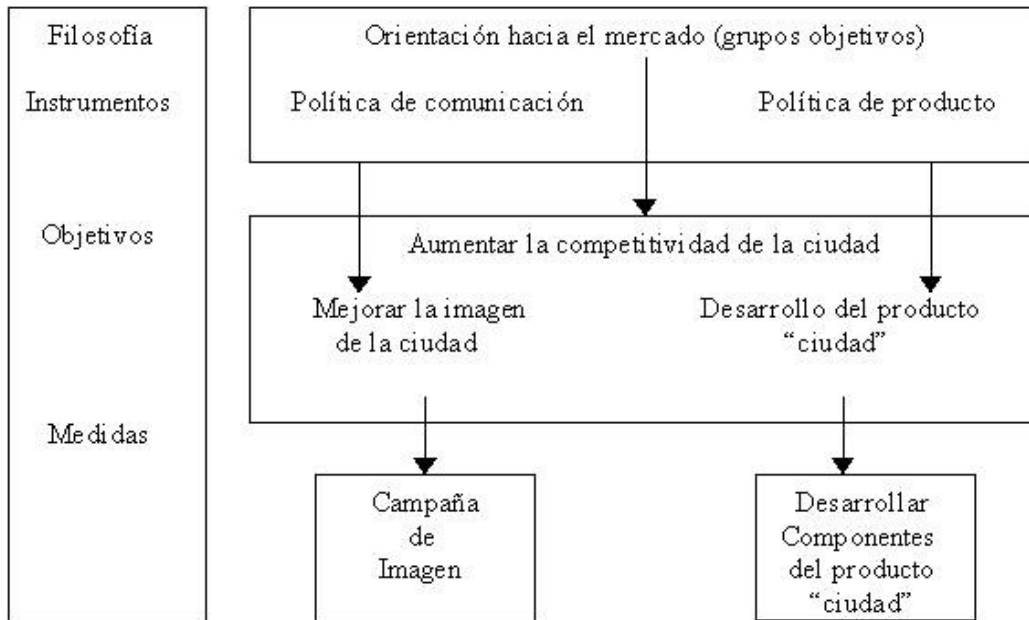 Filosofía
Instrumentos
Objetivos
Medidas
Orientación hacia el mercado (grupos objetivos)
Política de comunicación
Política de producto
Aumentar la competitividad de la ciudad
Mejorar la imagen
de la ciudad
Desarrollo del producto
“ciudad”
Campaña
de
Imagen
Desarrollar
Componentes
del producto
“ciudad”